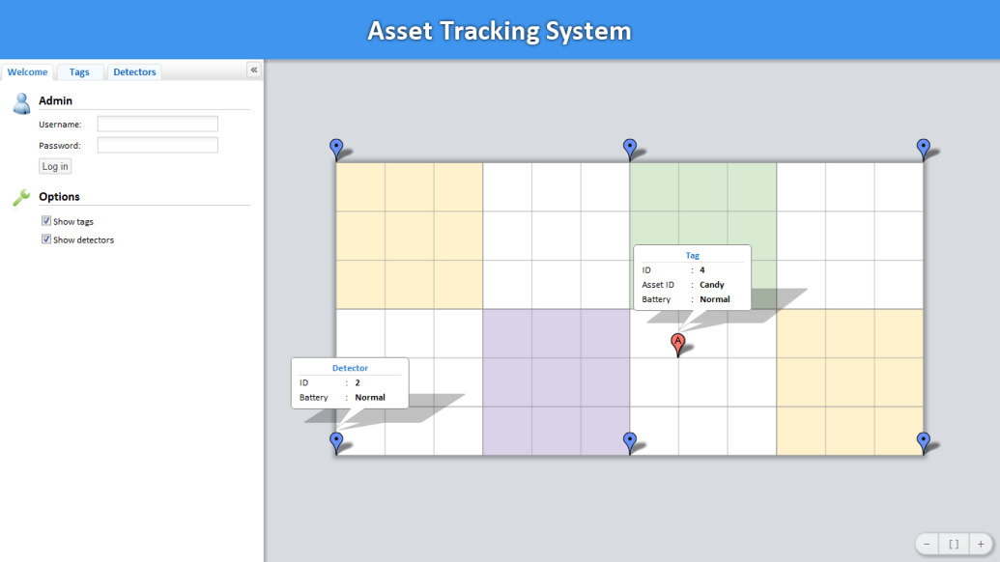 Asset Tracking System
Welcome Tags Detectors «
Admin
Username:
Password:
Log in
Options
Show tags
Show detectors
Tag
ID : 4
Asset ID : Candy
Battery : Normal
A
Detector
ID : 2
Battery : Normal
− [ ] +